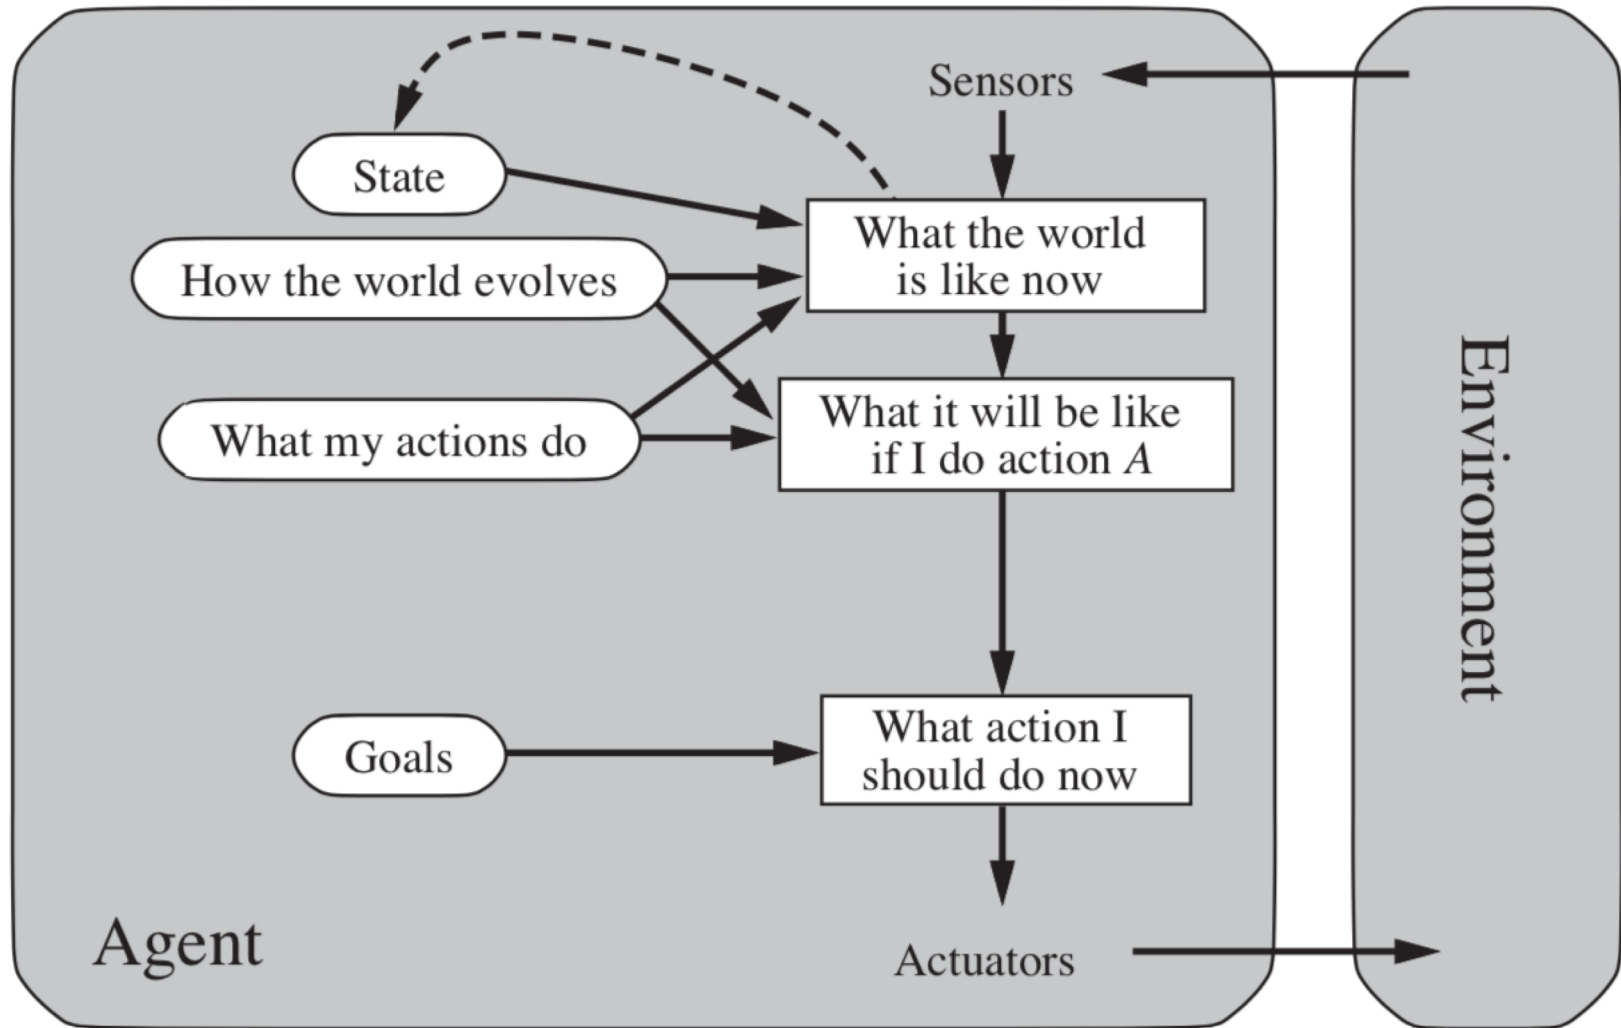 Sensors
State
What the world
is like now
How the world evolves
What it will be like
if I do action A
What my actions do
Environment
What action I
should do now
Goals
Agent
Actuators